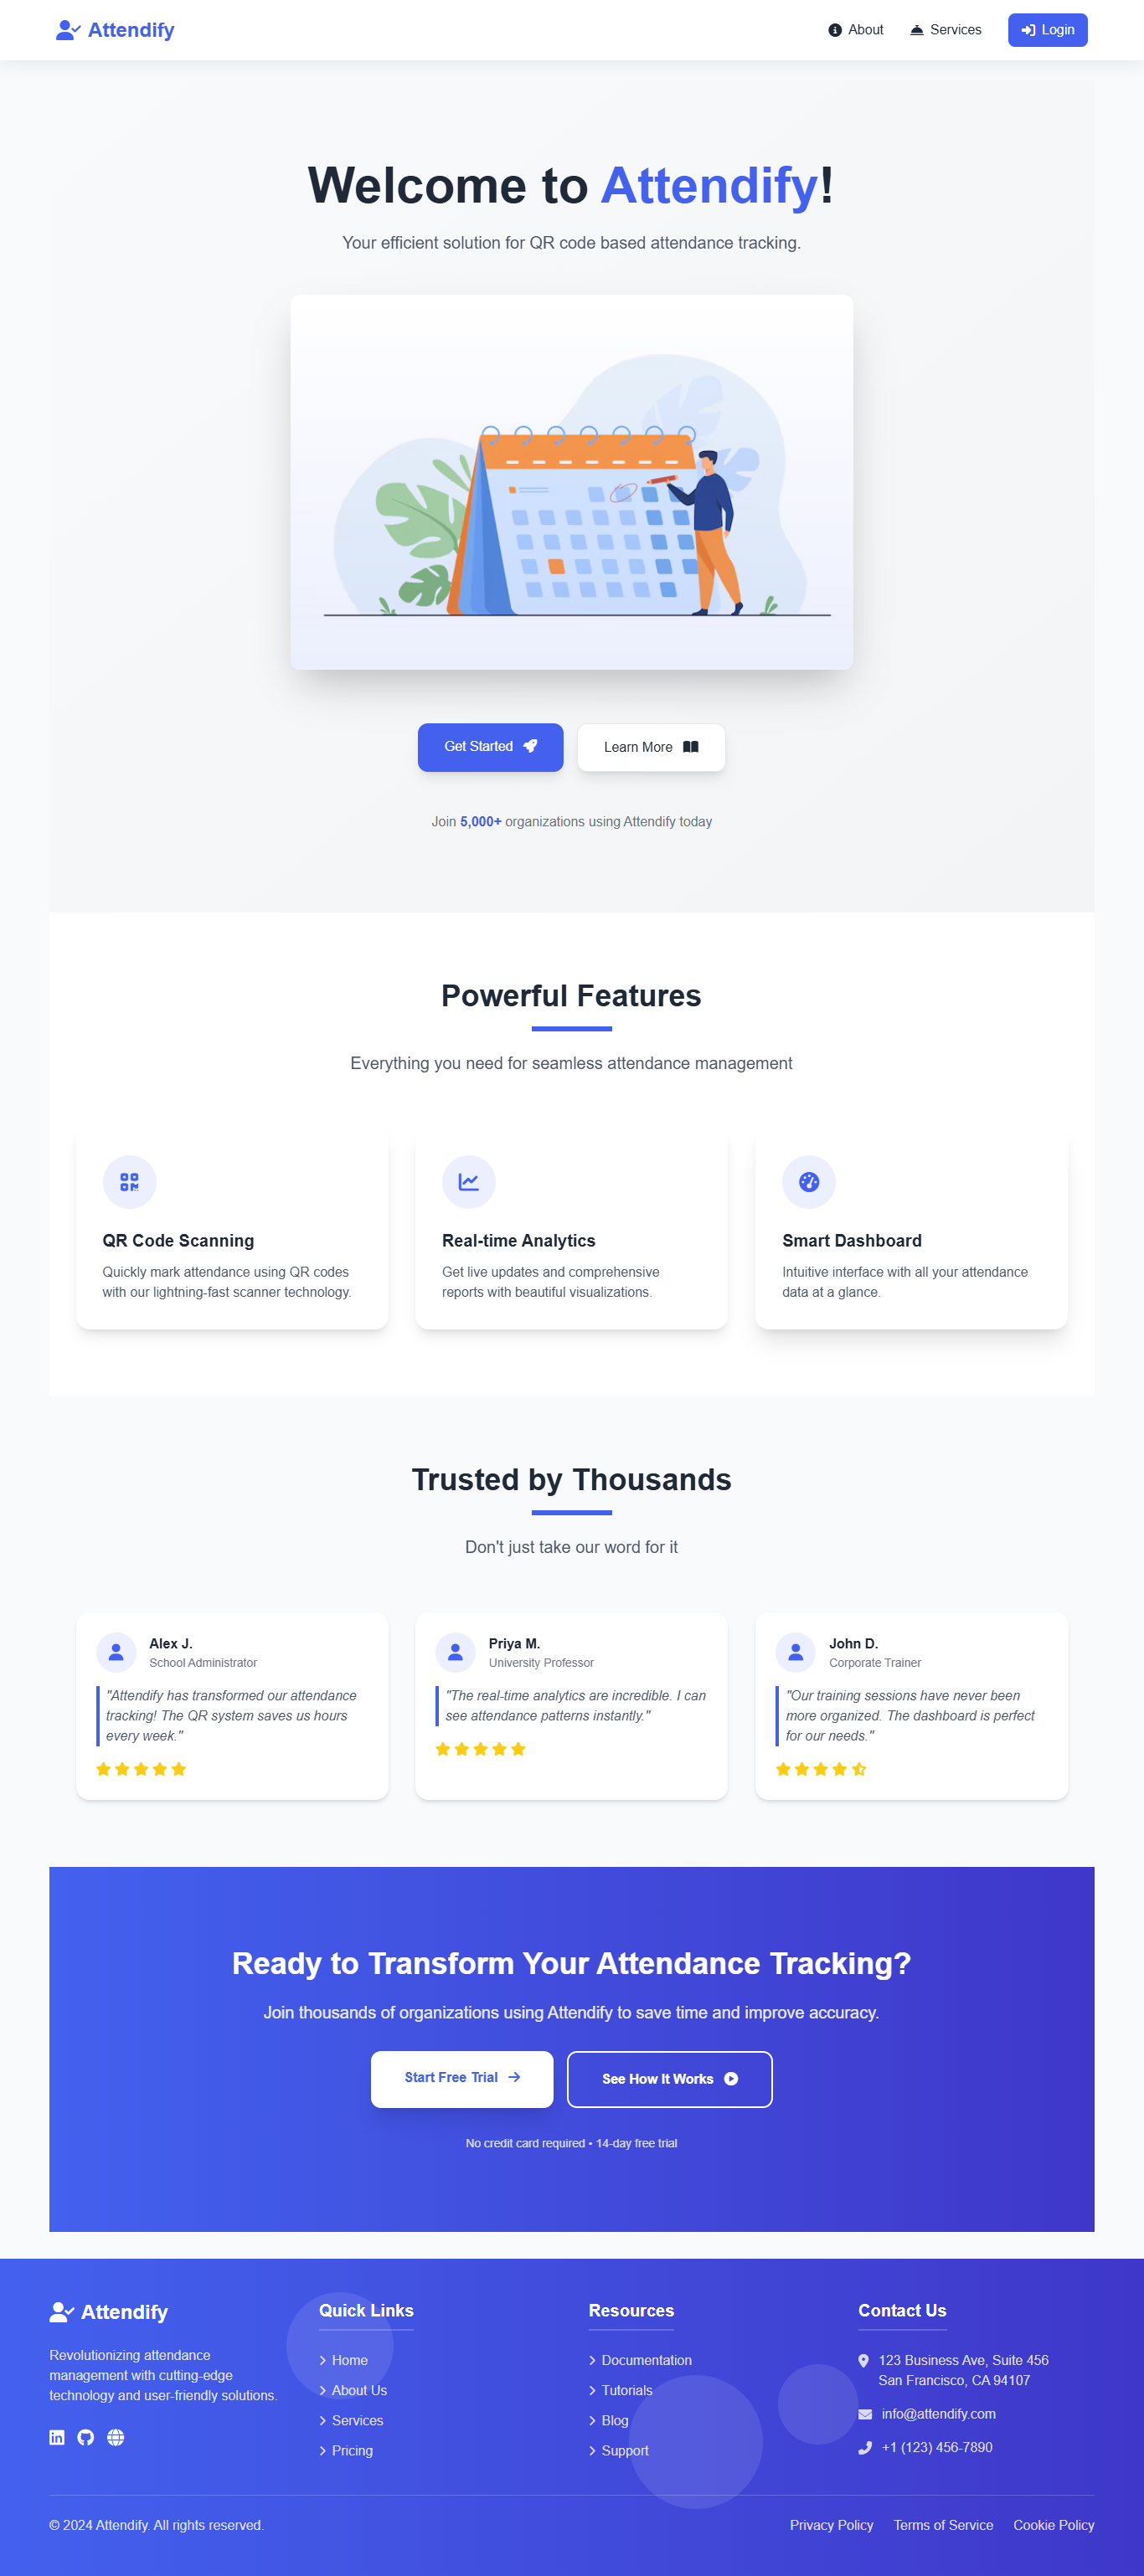 Attendify
About
Services
Login
Welcome to Attendify!
Your efficient solution for QR code based attendance tracking.
Get Started
Learn More
Join 5,000+ organizations using Attendify today
Powerful Features
Everything you need for seamless attendance management
QR Code Scanning
Quickly mark attendance using QR codes
with our lightning-fast scanner technology.
Real-time Analytics
Get live updates and comprehensive
reports with beautiful visualizations.
Smart Dashboard
Intuitive interface with all your attendance
data at a glance.
Trusted by Thousands
Don't just take our word for it
Alex J.
School Administrator
"Attendify has transformed our attendance
tracking! The QR system saves us hours
every week."
Priya M.
University Professor
"The real-time analytics are incredible. I can
see attendance patterns instantly."
John D.
Corporate Trainer
"Our training sessions have never been
more organized. The dashboard is perfect
for our needs."
Ready to Transform Your Attendance Tracking?
Join thousands of organizations using Attendify to save time and improve accuracy.
Start Free Trial
See How It Works
No credit card required • 14-day free trial
Attendify
Revolutionizing attendance
management with cutting-edge
technology and user-friendly solutions.
Quick Links
Home
About Us
Services
Pricing
Resources
Documentation
Tutorials
Blog
Support
Contact Us
123 Business Ave, Suite 456
San Francisco, CA 94107
info@attendify.com
+1 (123) 456-7890
© 2024 Attendify. All rights reserved.
Privacy Policy
Terms of Service
Cookie Policy